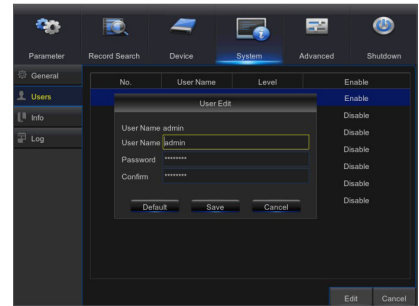 Parameter Record Search Device System Advanced Shutdown
General
Users
Info
Log
No. User Name Level Enable
Enable
Disable
Disable
Disable
Disable
Disable
Disable
User Edit
User Name admin
User Name admin
Password ********
Confirm ********
Default Save Cancel
Edit Cancel